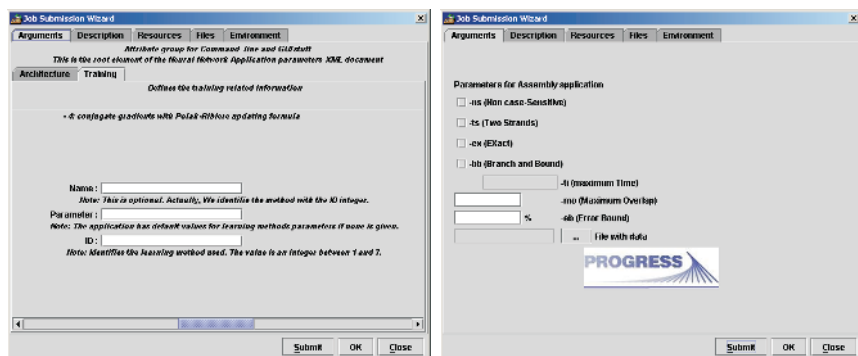 Job Submission Wizard
Arguments Description Resources Files Environment
Attribute group for Command line and GUI stuff
This is the root element of the Neural Network Application parameters XML document
Architecture Training
Defines the training related information
- 4: conjugate gradients with Polak-Ribiere updating formula
Name :
Note: This is optional. Actually, We identifie the method with the ID integer.
Parameter :
Note: The application has default values for learning methods parameters if none is given.
ID :
Note: Identifies the learning method used. The value is an integer between 1 and 7.
Submit OK Close
Job Submission Wizard
Arguments Description Resources Files Environment
Parameters for Assembly application
-ns (Non case-Sensitive)
-ts (Two Strands)
-ex (EXact)
-bb (Branch and Bound)
-ti (maximum Time)
-mo (Maximum Overlap)
% -eb (Error Bound)
... File with data
PROGRESS
Submit OK Close